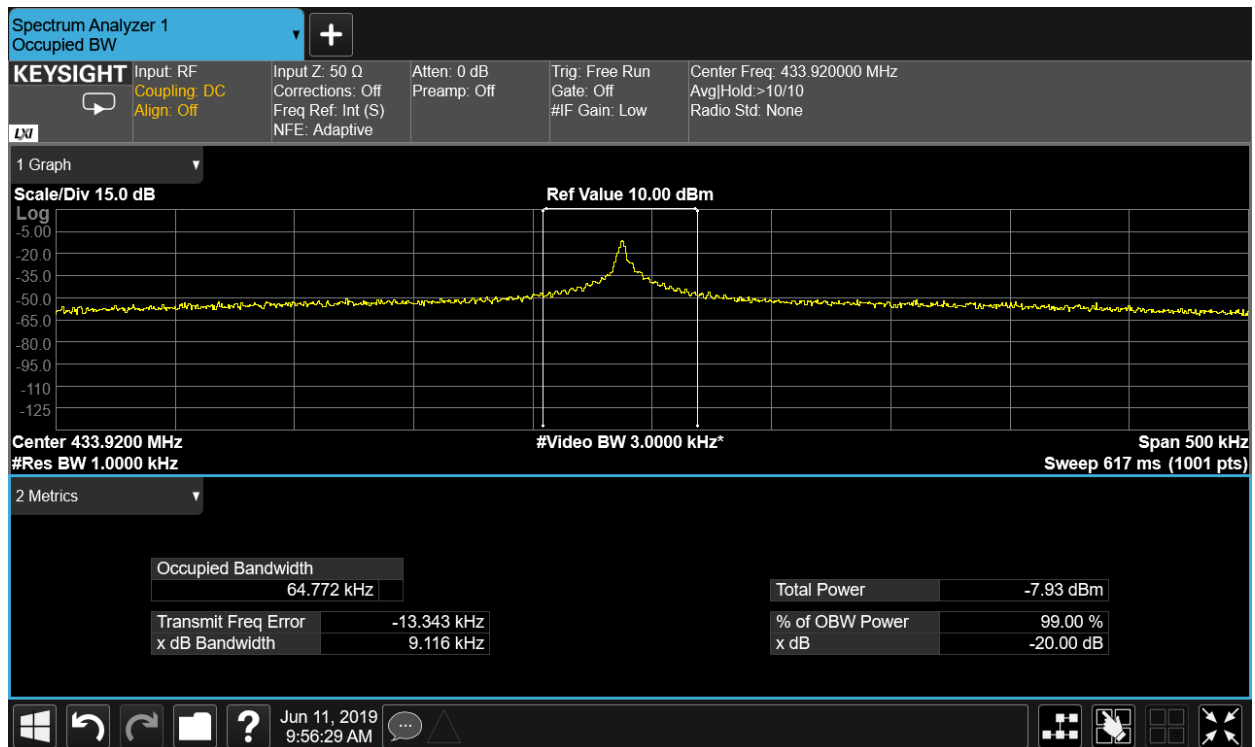 Spectrum Analyzer 1
Occupied BW
+
KEYSIGHT
LXI
Input: RF
Coupling: DC
Align: Off
Input Z: 50 Ω
Corrections: Off
Freq Ref: Int (S)
NFE: Adaptive
Atten: 0 dB
Preamp: Off
Trig: Free Run
Gate: Off
#IF Gain: Low
Center Freq: 433.920000 MHz
Avg|Hold:>10/10
Radio Std: None
1 Graph
Scale/Div 15.0 dB
Ref Value 10.00 dBm
Log
-5.00
-20.0
-35.0
-50.0
-65.0
-80.0
-95.0
-110
-125
Center 433.9200 MHz
#Video BW 3.0000 kHz*
Span 500 kHz
#Res BW 1.0000 kHz
Sweep 617 ms (1001 pts)
2 Metrics
Occupied Bandwidth
64.772 kHz
Total Power -7.93 dBm
Transmit Freq Error -13.343 kHz
% of OBW Power 99.00 %
x dB Bandwidth 9.116 kHz
x dB -20.00 dB
?
Jun 11, 2019
9:56:29 AM